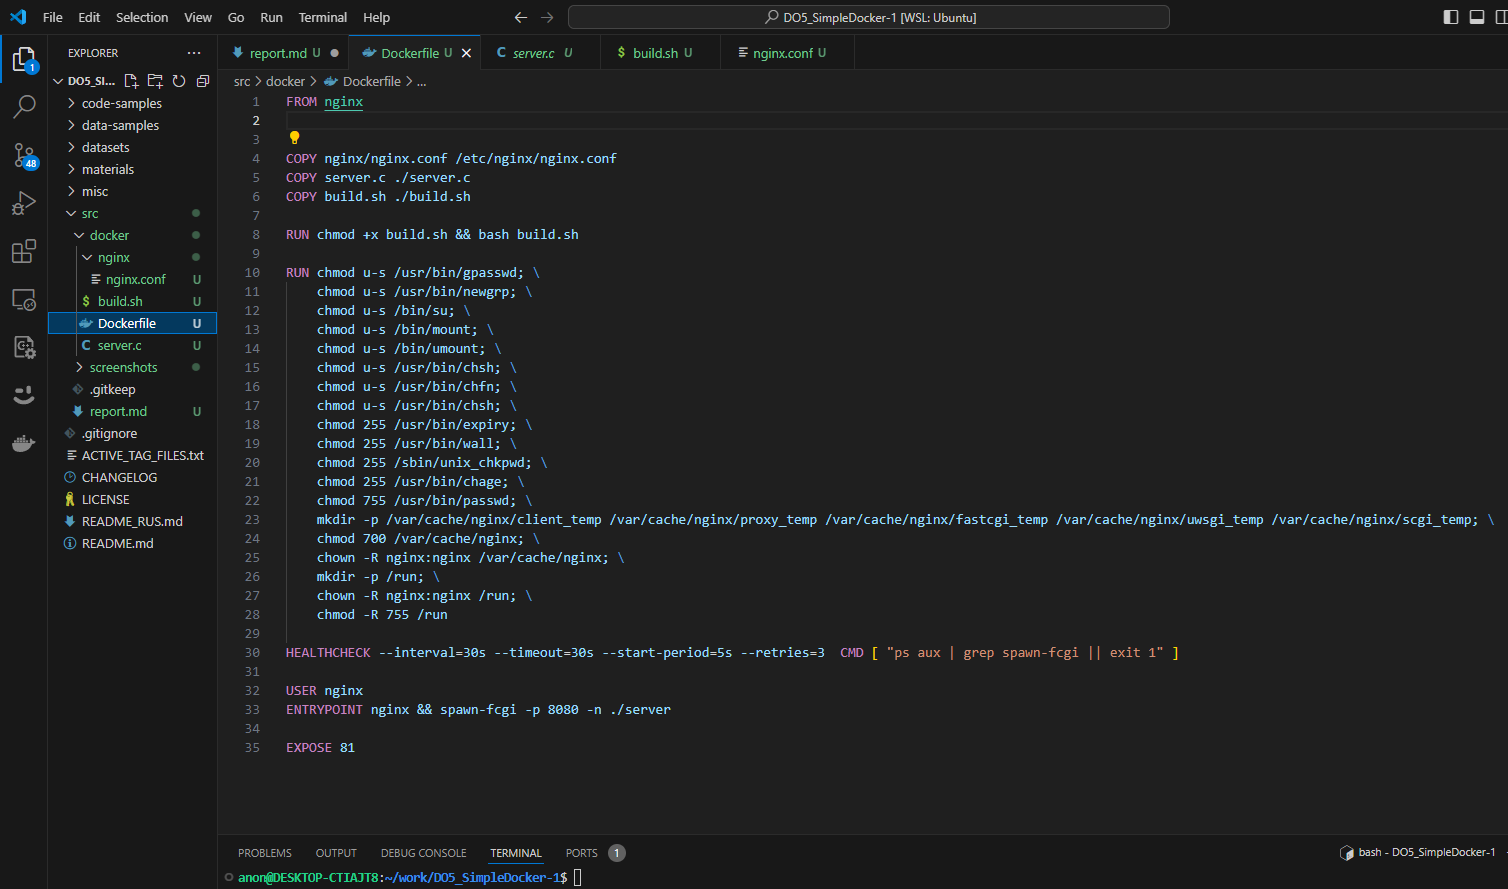 File Edit Selection View Go Run Terminal Help
DO5_SimpleDocker-1 [WSL: Ubuntu]
EXPLORER
DO5_SI...
code-samples
data-samples
datasets
materials
misc
src
docker
nginx
nginx.conf U
build.sh U
Dockerfile U
server.c U
screenshots
.gitkeep
report.md U
.gitignore
ACTIVE_TAG_FILES.txt
CHANGELOG
LICENSE
README_RUS.md
README.md
1
48
report.md U Dockerfile U server.c U build.sh U nginx.conf U
src > docker > Dockerfile > ...
1 FROM nginx
2
3
4 COPY nginx/nginx.conf /etc/nginx/nginx.conf
5 COPY server.c ./server.c
6 COPY build.sh ./build.sh
7
8 RUN chmod +x build.sh && bash build.sh
9
10 RUN chmod u-s /usr/bin/gpasswd; \
11 chmod u-s /usr/bin/newgrp; \
12 chmod u-s /bin/su; \
13 chmod u-s /bin/mount; \
14 chmod u-s /bin/umount; \
15 chmod u-s /usr/bin/chsh; \
16 chmod u-s /usr/bin/chfn; \
17 chmod u-s /usr/bin/chsh; \
18 chmod 255 /usr/bin/expiry; \
19 chmod 255 /usr/bin/wall; \
20 chmod 255 /sbin/unix_chkpwd; \
21 chmod 255 /usr/bin/chage; \
22 chmod 755 /usr/bin/passwd; \
23 mkdir -p /var/cache/nginx/client_temp /var/cache/nginx/proxy_temp /var/cache/nginx/fastcgi_temp /var/cache/nginx/uwsgi_temp /var/cache/nginx/scgi_temp; \
24 chmod 700 /var/cache/nginx; \
25 chown -R nginx:nginx /var/cache/nginx; \
26 mkdir -p /run; \
27 chown -R nginx:nginx /run; \
28 chmod -R 755 /run
29
30 HEALTHCHECK --interval=30s --timeout=30s --start-period=5s --retries=3 CMD [ "ps aux | grep spawn-fcgi || exit 1" ]
31
32 USER nginx
33 ENTRYPOINT nginx && spawn-fcgi -p 8080 -n ./server
34
35 EXPOSE 81
PROBLEMS OUTPUT DEBUG CONSOLE TERMINAL PORTS 1
bash - DO5_SimpleDocker-1
anon@DESKTOP-CTIAJT8:~/work/DO5_SimpleDocker-1$